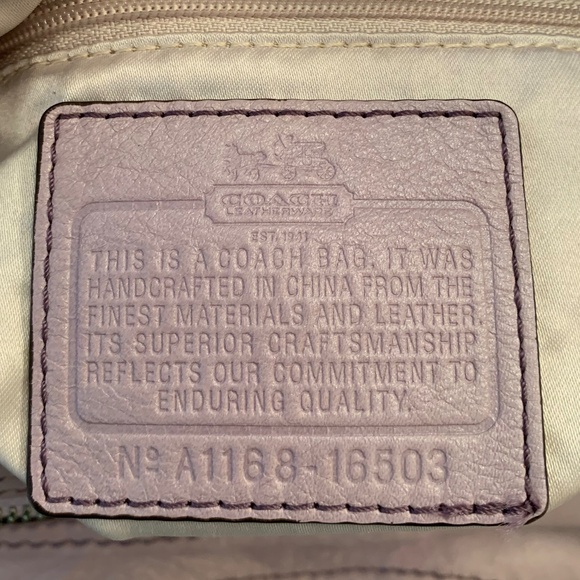 COACH
LEATHERWARE
EST. 1941
THIS IS A COACH BAG. IT WAS
HANDCRAFTED IN CHINA FROM THE
FINEST MATERIALS AND LEATHER.
ITS SUPERIOR CRAFTSMANSHIP
REFLECTS OUR COMMITMENT TO
ENDURING QUALITY.
Nº A1168-16503